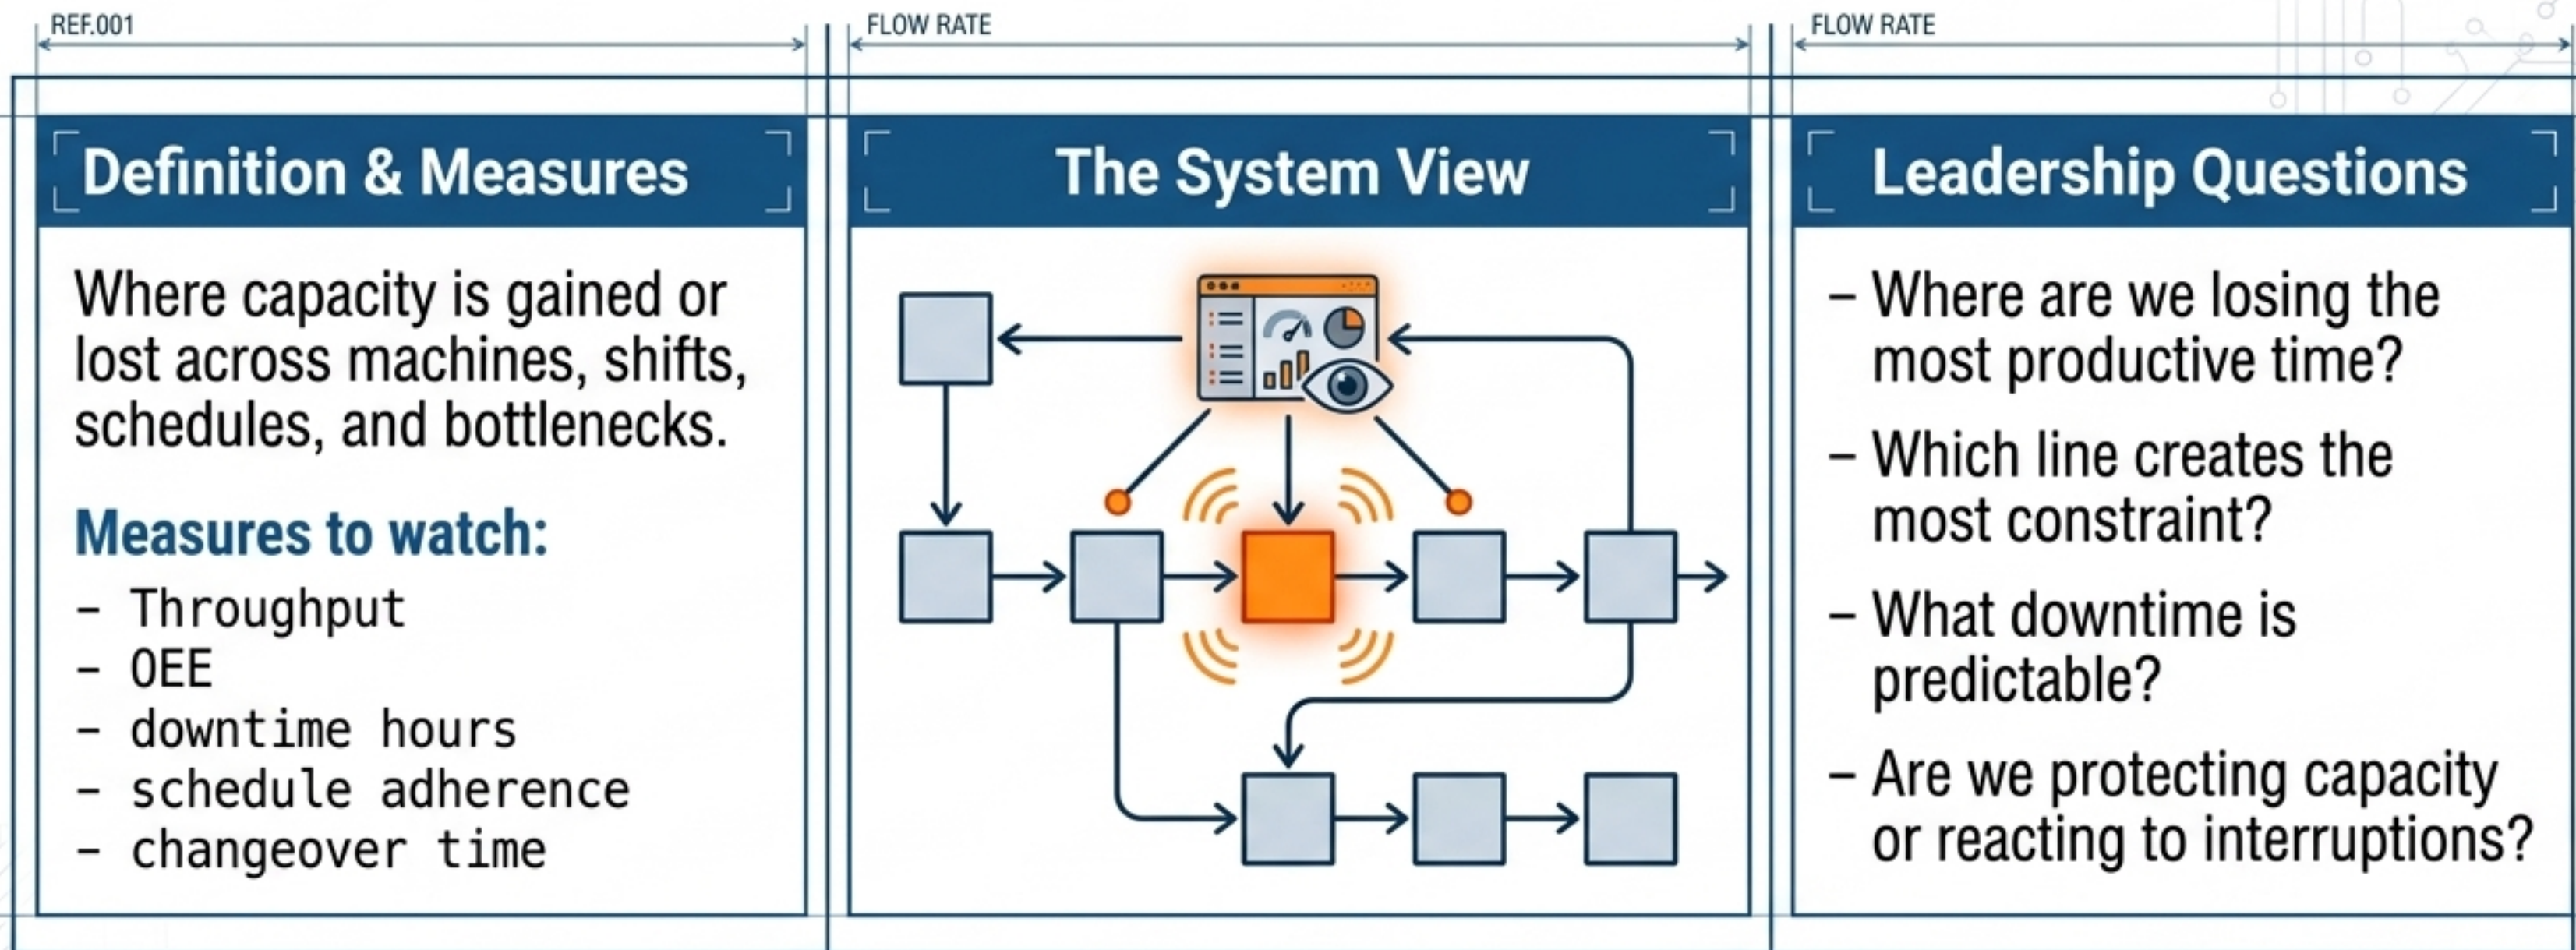 REF.001
FLOW RATE
FLOW RATE
Definition & Measures
Where capacity is gained or
lost across machines, shifts,
schedules, and bottlenecks.
Measures to watch:
– Throughput
– OEE
– downtime hours
– schedule adherence
– changeover time
The System View
Leadership Questions
– Where are we losing the
most productive time?
– Which line creates the
most constraint?
– What downtime is
predictable?
– Are we protecting capacity
or reacting to interruptions?